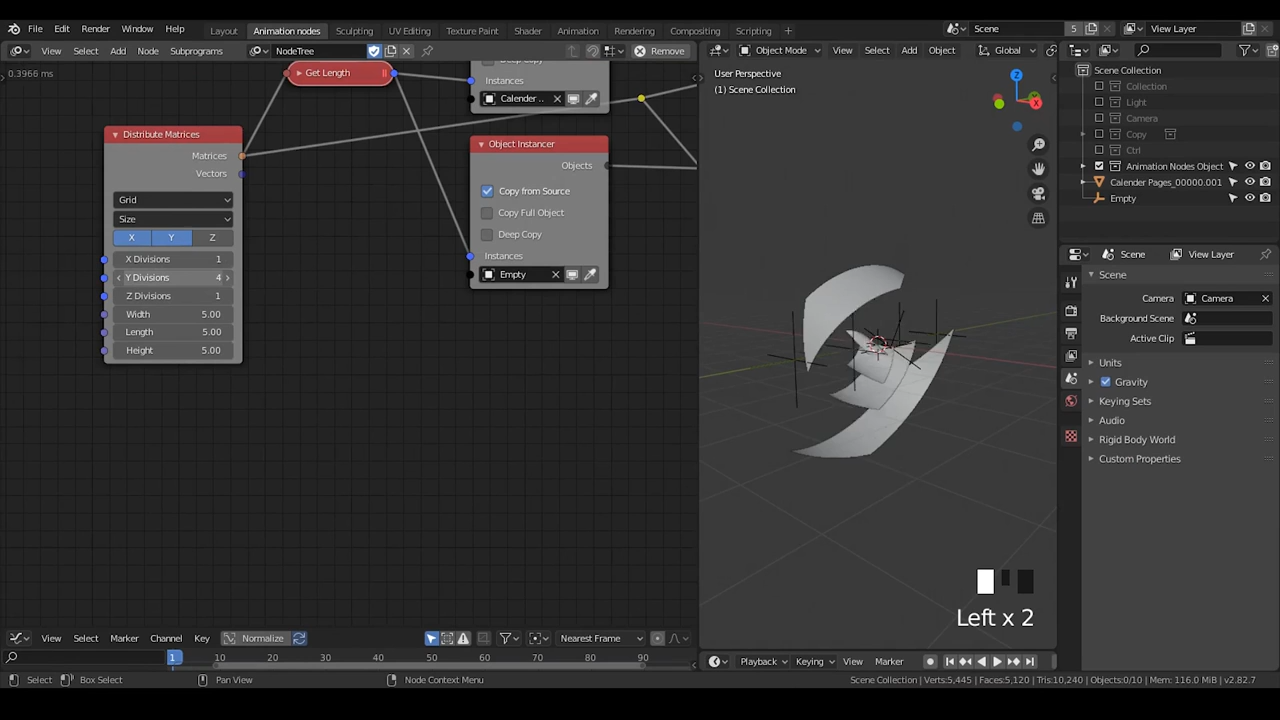 File Edit Render Window Help Layout Animation nodes Sculpting UV Editing Texture Paint Shader Animation Rendering Compositing Scripting + Scene 5 View Layer
View Select Add Node Subprograms NodeTree Remove Object Mode View Select Add Object Global
0.3966 ms
Get Length
Instances
Calender ..
Distribute Matrices
Matrices
Vectors
Grid
Size
X Y Z
X Divisions 1
Y Divisions 4
Z Divisions 1
Width 5.00
Length 5.00
Height 5.00
Object Instancer
Objects
Copy from Source
Copy Full Object
Deep Copy
Instances
Empty
User Perspective
(1) Scene Collection
Z
X
Left x 2
Scene Collection
Collection
Light
Camera
Copy
Ctrl
Animation Nodes Object
Calender Pages_00000.001
Empty
Scene View Layer
Scene
Camera Camera
Background Scene
Active Clip
Units
Gravity
Keying Sets
Audio
Rigid Body World
Custom Properties
View Select Marker Channel Key Normalize Nearest Frame
1 10 20 30 40 50 60 70 80 90
Playback Keying View Marker
Select Box Select Pan View Node Context Menu Scene Collection | Verts:5,445 | Faces:5,120 | Tris:10,240 | Objects:0/10 | Mem: 116.0 MiB | v2.82.7